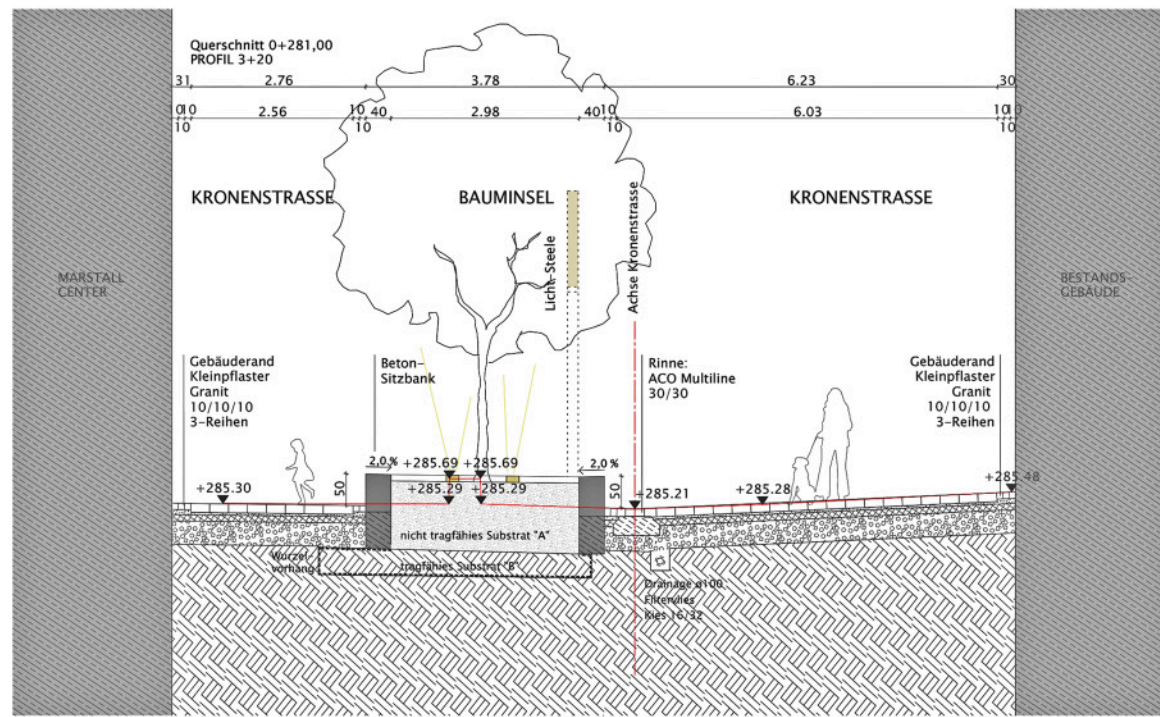 Querschnitt 0+281,00
PROFIL 3+20
31 2.76 3.78 6.23 30
10 2.56 10 40 2.98 40 10 6.03 10
10 10 10 10
KRONENSTRASSE
BAUMINSEL
KRONENSTRASSE
Licht-Steele
Achse Kronenstrasse
MARSTALL
CENTER
BESTANDS-
GEBÄUDE
Gebäuderand
Kleinpflaster
Granit
10/10/10
3-Reihen
Beton-
Sitzbank
Rinne:
ACO Multiline
30/30
Gebäuderand
Kleinpflaster
Granit
10/10/10
3-Reihen
2,0% +285.69 +285.69 2,0%
+285.30 50 +285.29 +285.29 50 +285.21 +285.28 +285.48
nicht tragfähies Substrat "A"
Wurzel-
vorhang
tragfähies Substrat "B"
Drainage ø100
Filtervlies
Kies 16/32